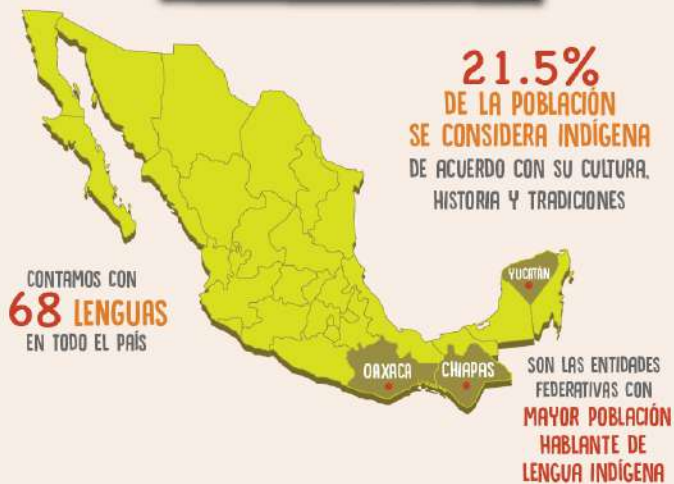 21.5%
DE LA POBLACIÓN
SE CONSIDERA INDÍGENA
DE ACUERDO CON SU CULTURA,
HISTORIA Y TRADICIONES
CONTAMOS CON
68 LENGUAS
EN TODO EL PAÍS
YUCATÁN
OAXACA
CHIAPAS
SON LAS ENTIDADES
FEDERATIVAS CON
MAYOR POBLACIÓN
HABLANTE DE
LENGUA INDÍGENA